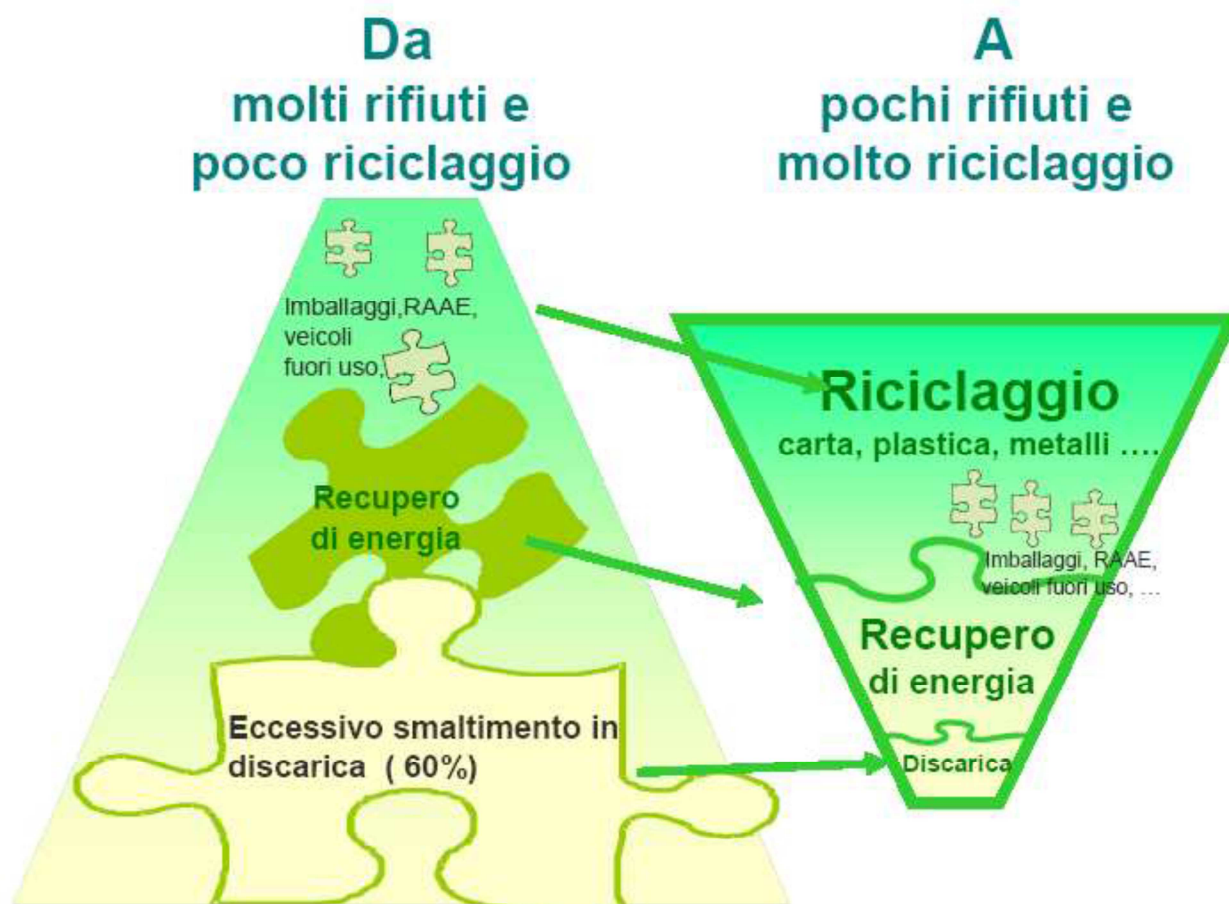 Da
molti rifiuti e
poco riciclaggio
A
pochi rifiuti e
molto riciclaggio
Imballaggi,RAAE,
veicoli
fuori uso,...
Recupero
di energia
Eccessivo smaltimento in
discarica ( 60%)
Riciclaggio
carta, plastica, metalli ....
Imballaggi, RAAE,
veicoli fuori uso, ...
Recupero
di energia
Discarica